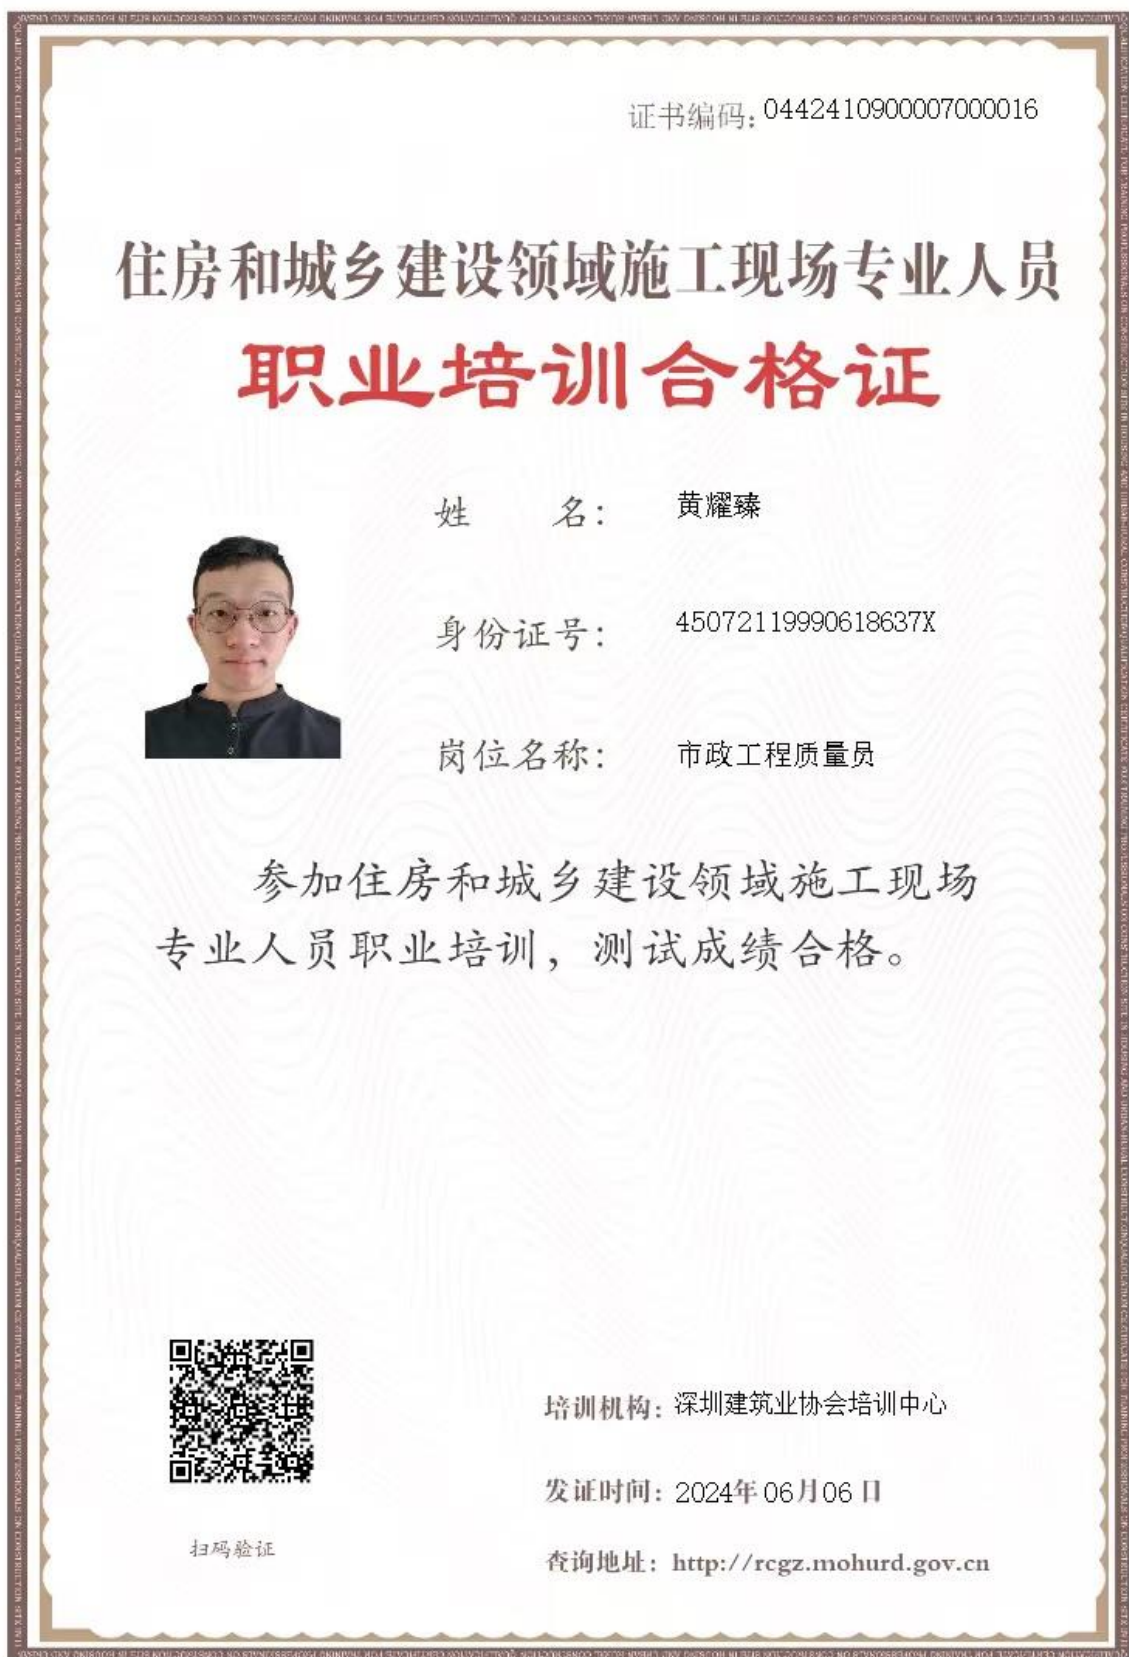 证书编码：0442410900007000016
住房和城乡建设领域施工现场专业人员
职业培训合格证
姓 名： 黄耀臻
身份证号： 45072119990618637X
岗位名称： 市政工程质量员
参加住房和城乡建设领域施工现场
专业人员职业培训，测试成绩合格。
扫码验证
培训机构：深圳建筑业协会培训中心
发证时间：2024年06月06日
查询地址：http://rcgz.mohurd.gov.cn